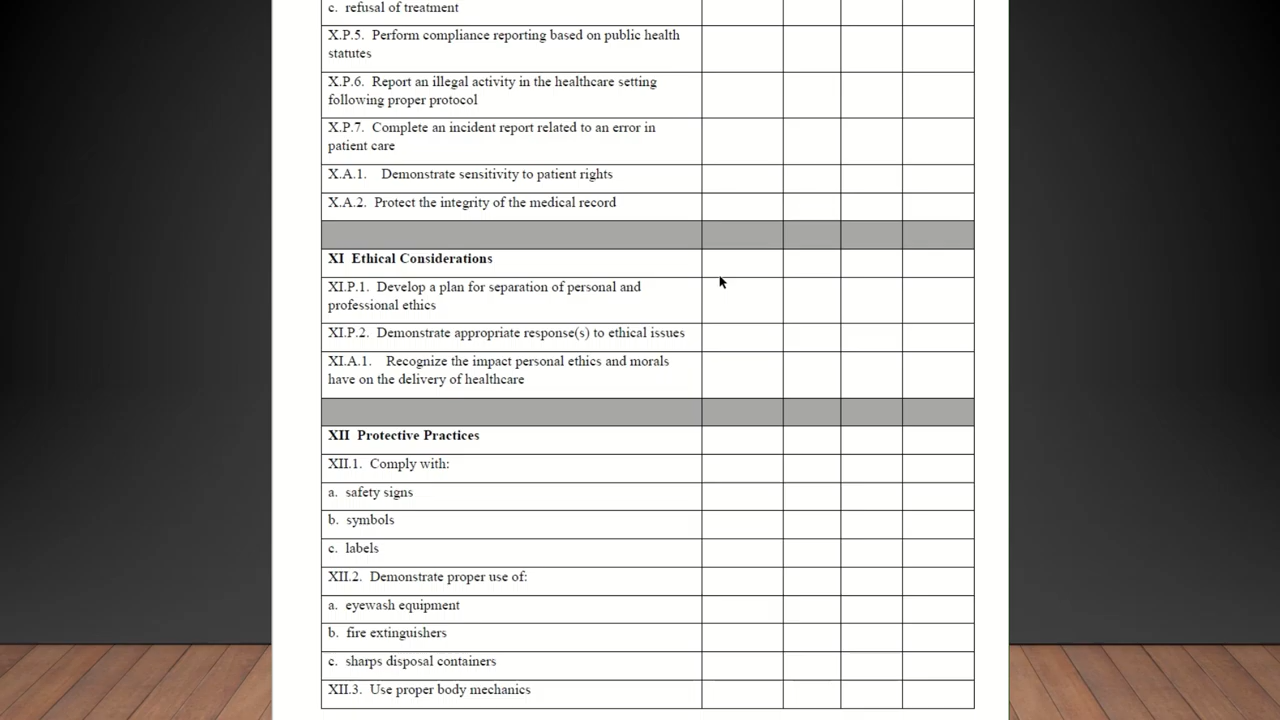 c. refusal of treatment
X.P.5. Perform compliance reporting based on public health
statutes
X.P.6. Report an illegal activity in the healthcare setting
following proper protocol
X.P.7. Complete an incident report related to an error in
patient care
X.A.1. Demonstrate sensitivity to patient rights
X.A.2. Protect the integrity of the medical record
XI Ethical Considerations
XI.P.1. Develop a plan for separation of personal and
professional ethics
XI.P.2. Demonstrate appropriate response(s) to ethical issues
XI.A.1. Recognize the impact personal ethics and morals
have on the delivery of healthcare
XII Protective Practices
XII.1. Comply with:
a. safety signs
b. symbols
c. labels
XII.2. Demonstrate proper use of:
a. eyewash equipment
b. fire extinguishers
c. sharps disposal containers
XII.3. Use proper body mechanics